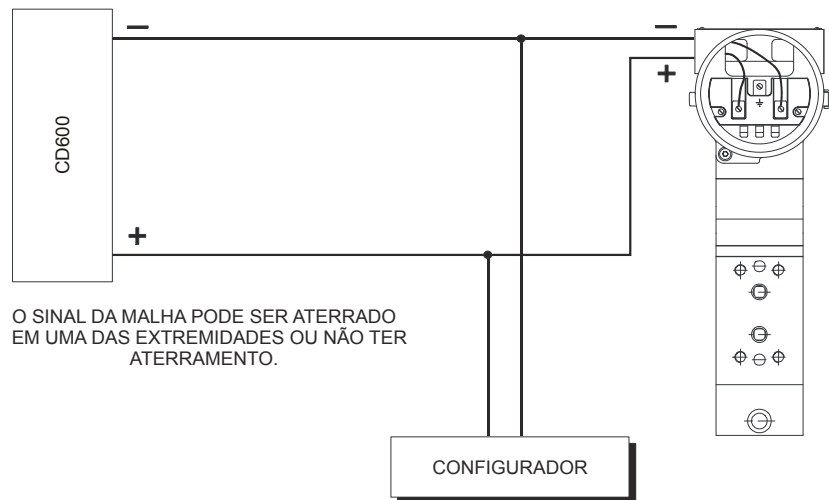 −
−
+
CD600
+
O SINAL DA MALHA PODE SER ATERRADO
EM UMA DAS EXTREMIDADES OU NÃO TER
ATERRAMENTO.
CONFIGURADOR